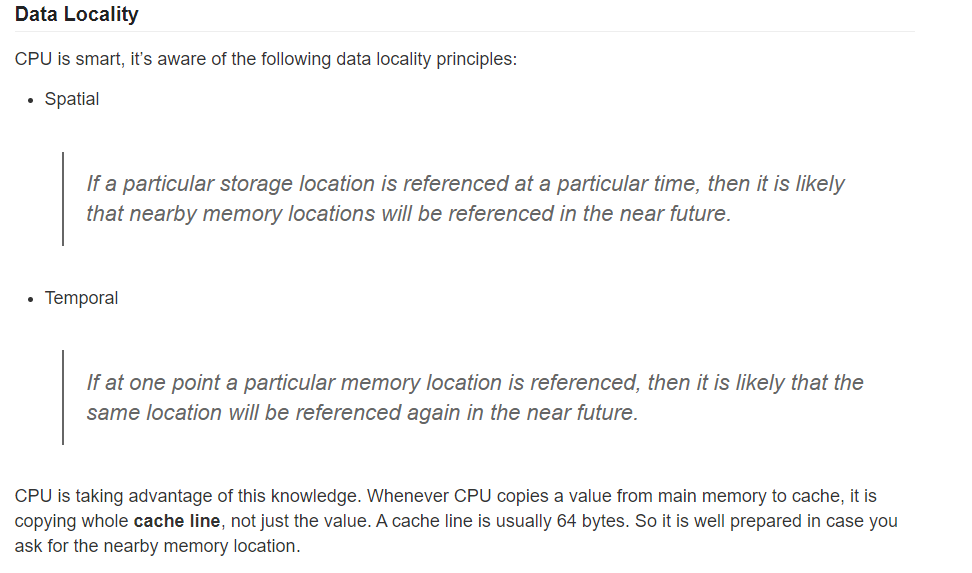 Data Locality
CPU is smart, it’s aware of the following data locality principles:
• Spatial
If a particular storage location is referenced at a particular time, then it is likely
that nearby memory locations will be referenced in the near future.
• Temporal
If at one point a particular memory location is referenced, then it is likely that the
same location will be referenced again in the near future.
CPU is taking advantage of this knowledge. Whenever CPU copies a value from main memory to cache, it is
copying whole cache line, not just the value. A cache line is usually 64 bytes. So it is well prepared in case you
ask for the nearby memory location.